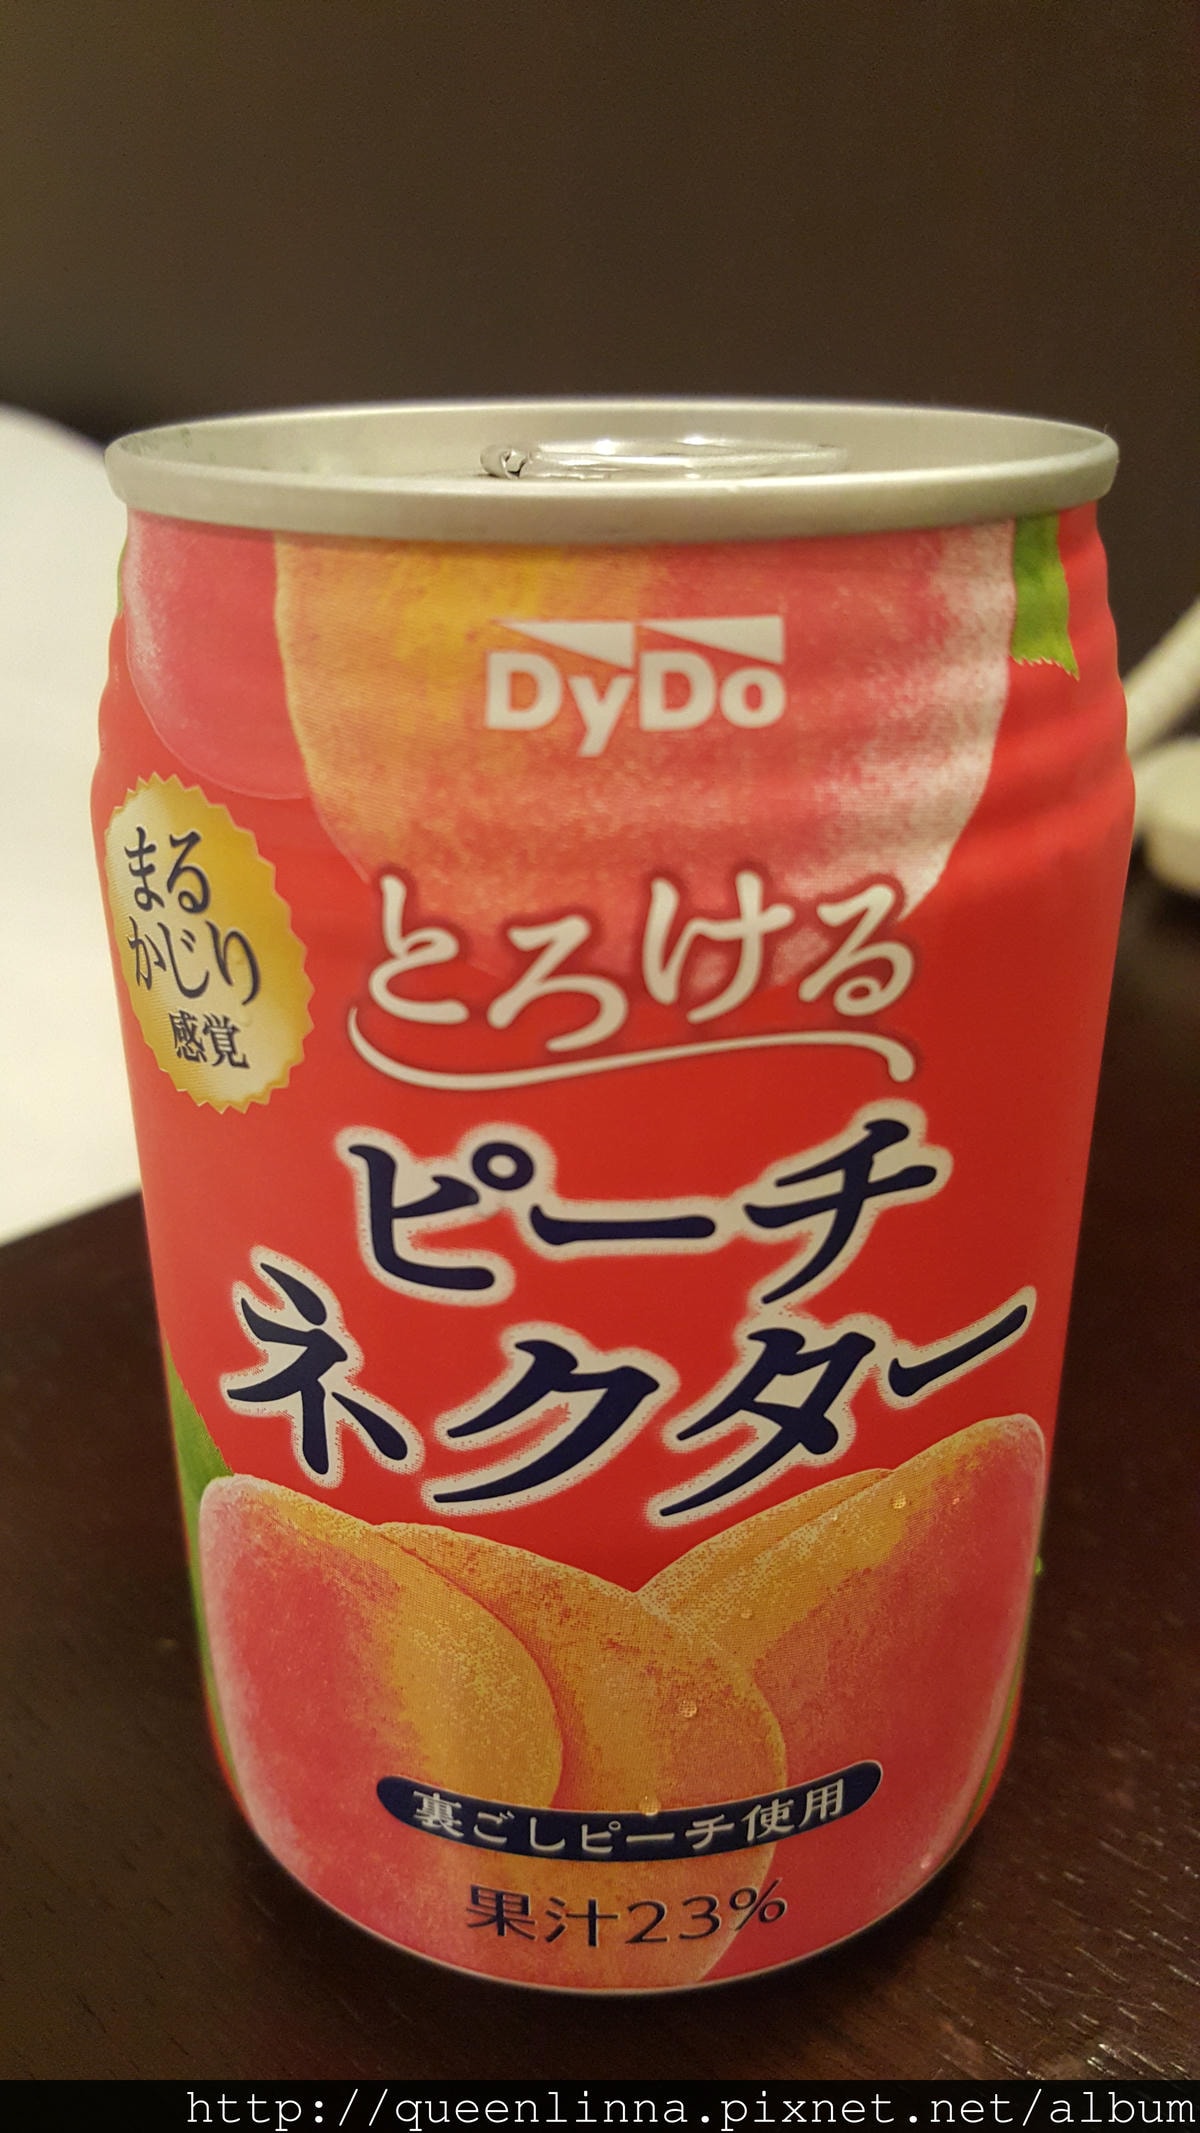 DyDo
まる
かじり
感覚
とろける
ピーチ
ネクター
裏ごしピーチ使用
果汁23%
http://queenlinna.pixnet.net/album